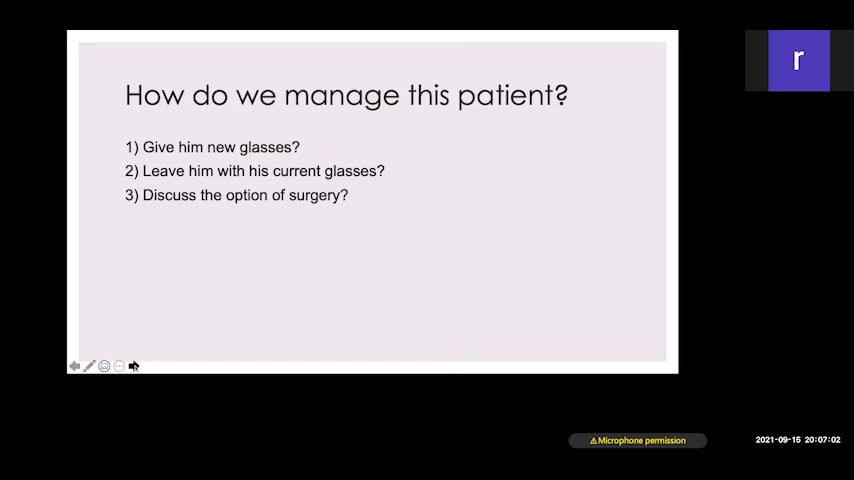 How do we manage this patient?
1) Give him new glasses?
2) Leave him with his current glasses?
3) Discuss the option of surgery?
r
⚠Microphone permission
2021-09-15 20:07:02